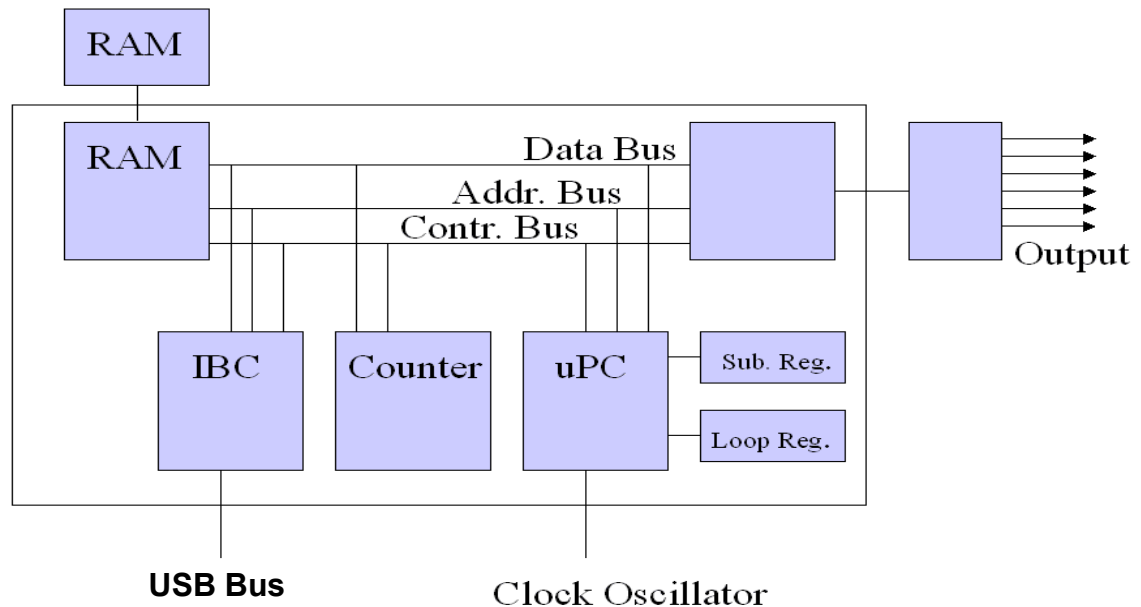 RAM
RAM
Data Bus
Addr. Bus
Contr. Bus
Output
IBC
Counter
uPC
Sub. Reg.
Loop Reg.
USB Bus
Clock Oscillator